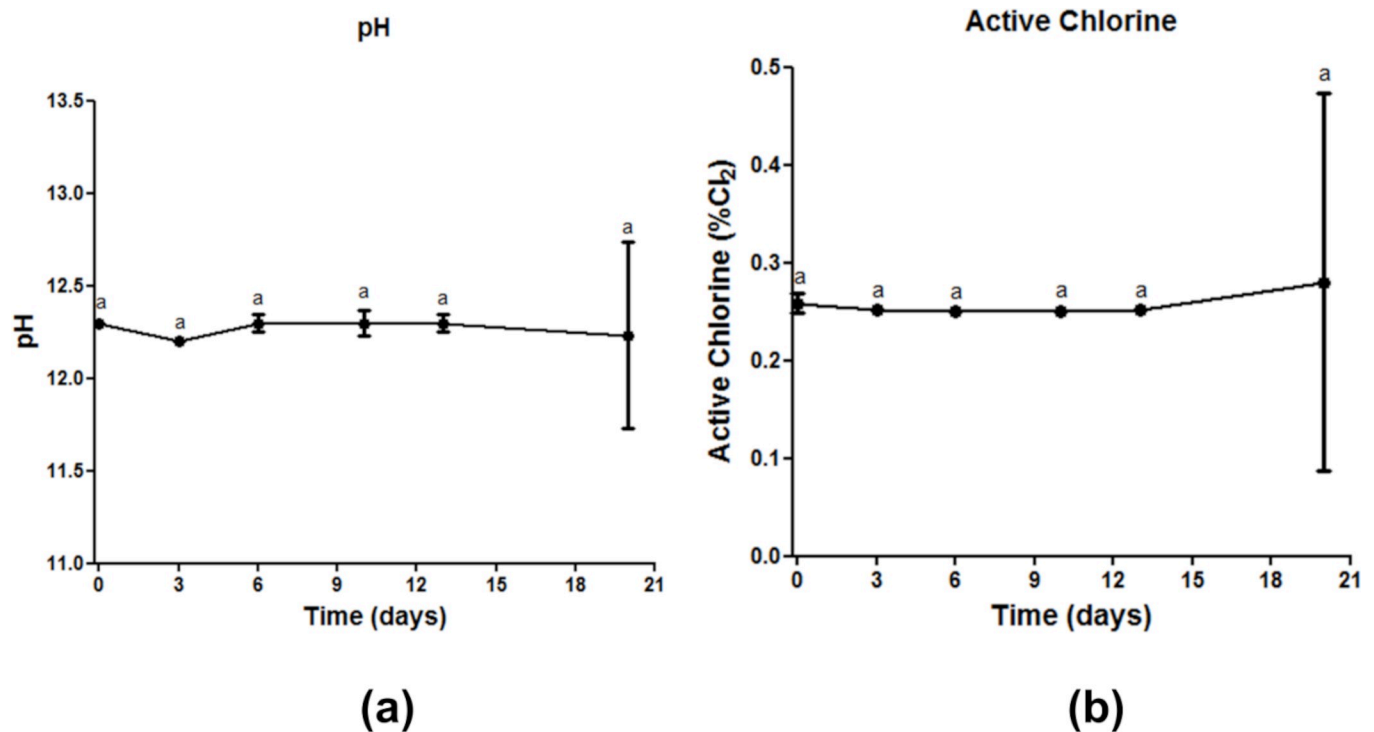 pH
a
a
a
a
a
a
13.5
13.0
12.5
12.0
11.5
11.0
pH
0 3 6 9 12 15 18 21
Time (days)
(a)
Active Chlorine
a
a
a
a
a
a
0.5
0.4
0.3
0.2
0.1
0.0
Active Chlorine (%Cl₂)
0 3 6 9 12 15 18 21
Time (days)
(b)